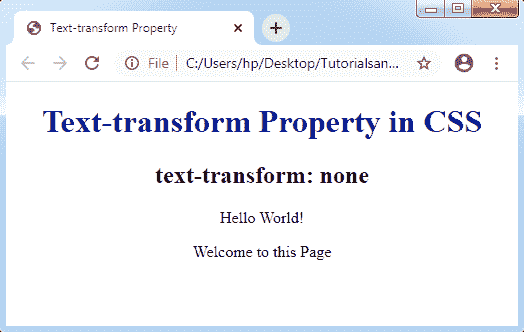 Text-transform Property
File
C:/Users/hp/Desktop/Tutorialsan...
Text-transform Property in CSS
text-transform: none
Hello World!
Welcome to this Page